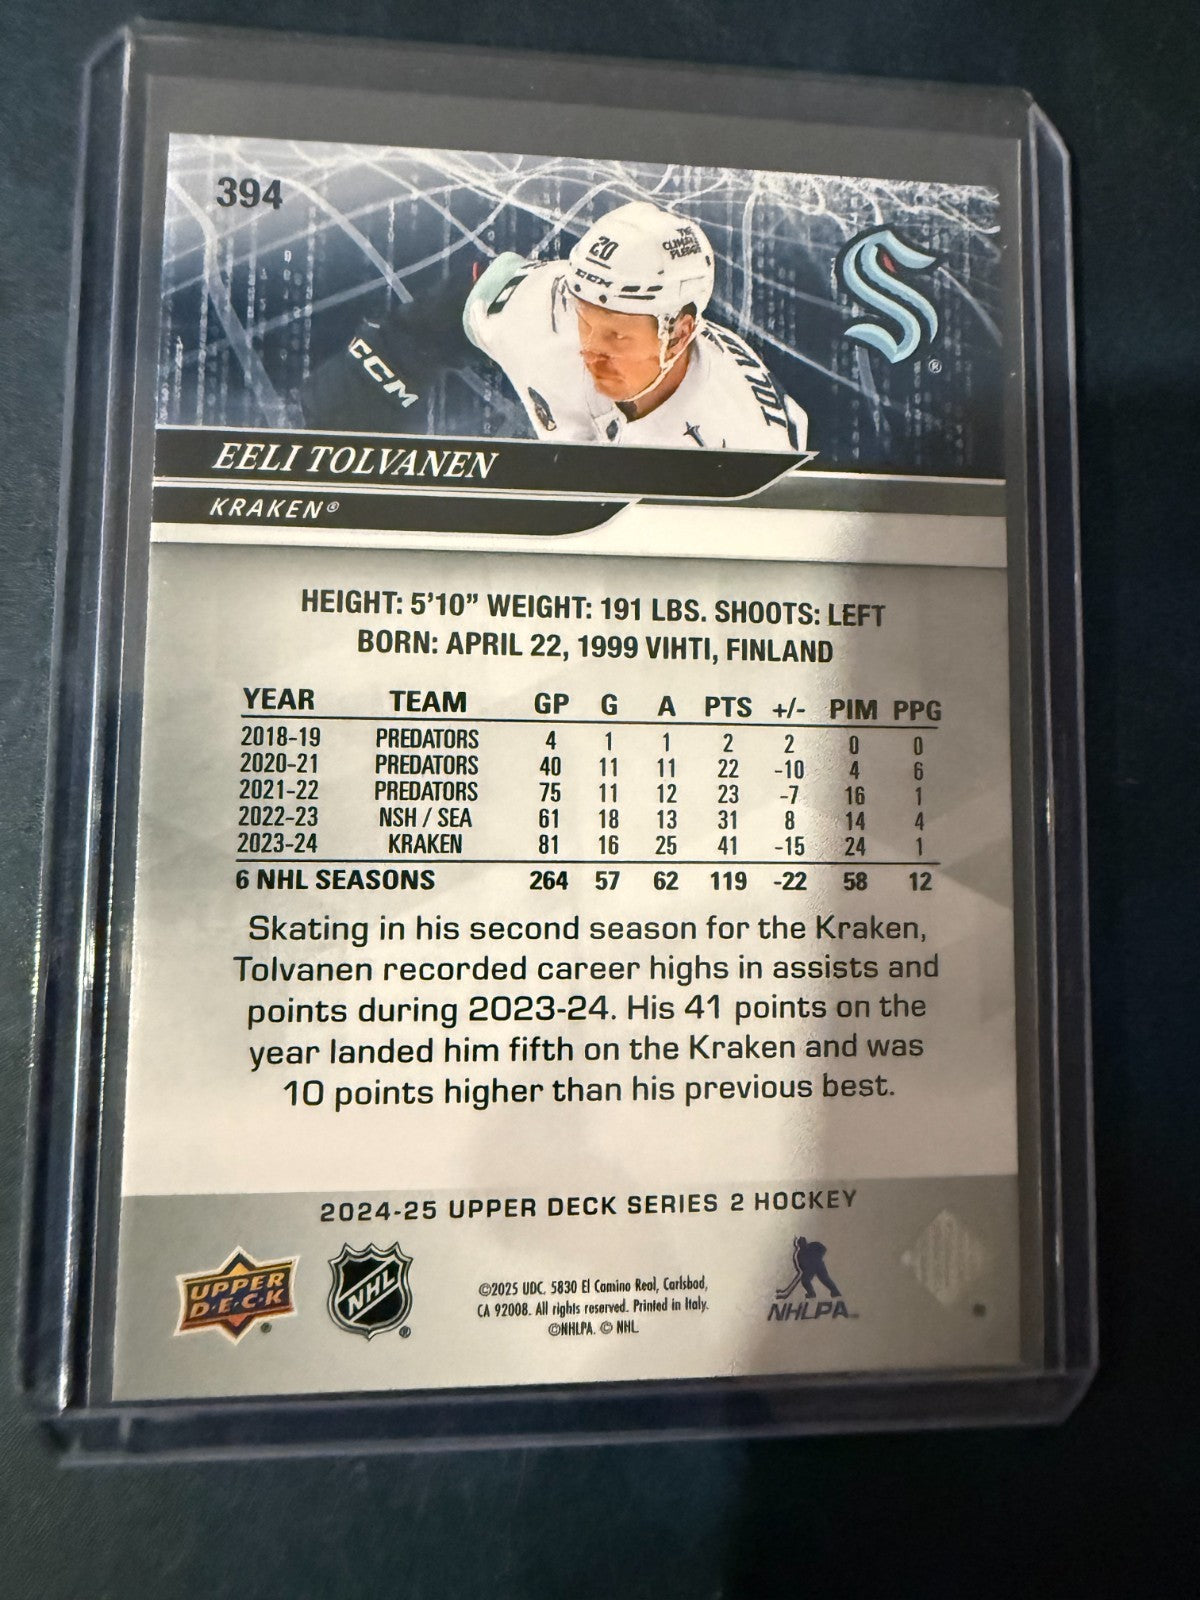 394
20
THE
CLIMATE
PLEDGE
CCM
CCM
EELI TOLVANEN
KRAKEN®
HEIGHT: 5'10" WEIGHT: 191 LBS. SHOOTS: LEFT
BORN: APRIL 22, 1999 VIHTI, FINLAND
YEAR TEAM GP G A PTS +/- PIM PPG
2018-19 PREDATORS 4 1 1 2 2 0 0
2020-21 PREDATORS 40 11 11 22 -10 4 6
2021-22 PREDATORS 75 11 12 23 -7 16 1
2022-23 NSH / SEA 61 18 13 31 8 14 4
2023-24 KRAKEN 81 16 25 41 -15 24 1
6 NHL SEASONS 264 57 62 119 -22 58 12
Skating in his second season for the Kraken,
Tolvanen recorded career highs in assists and
points during 2023-24. His 41 points on the
year landed him fifth on the Kraken and was
10 points higher than his previous best.
2024-25 UPPER DECK SERIES 2 HOCKEY
UPPER
DECK
NHL
©2025 UDC. 5830 El Camino Real, Carlsbad,
CA 92008. All rights reserved. Printed in Italy.
©NHLPA. © NHL
NHLPA